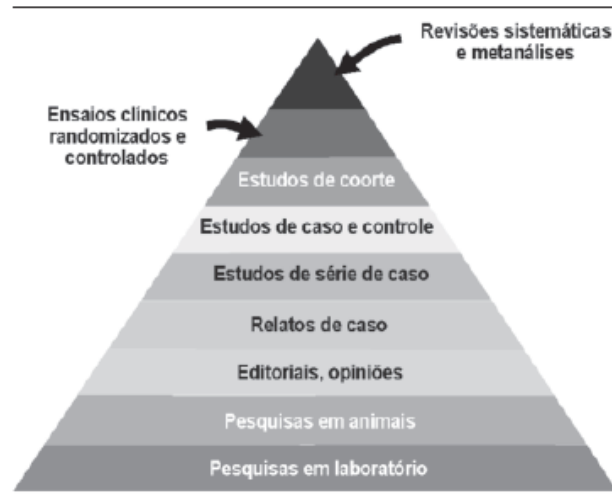 Revisões sistemáticas
e metanálises
Ensaios clínicos
randomizados e
controlados
Estudos de coorte
Estudos de caso e controle
Estudos de série de caso
Relatos de caso
Editoriais, opiniões
Pesquisas em animais
Pesquisas em laboratório